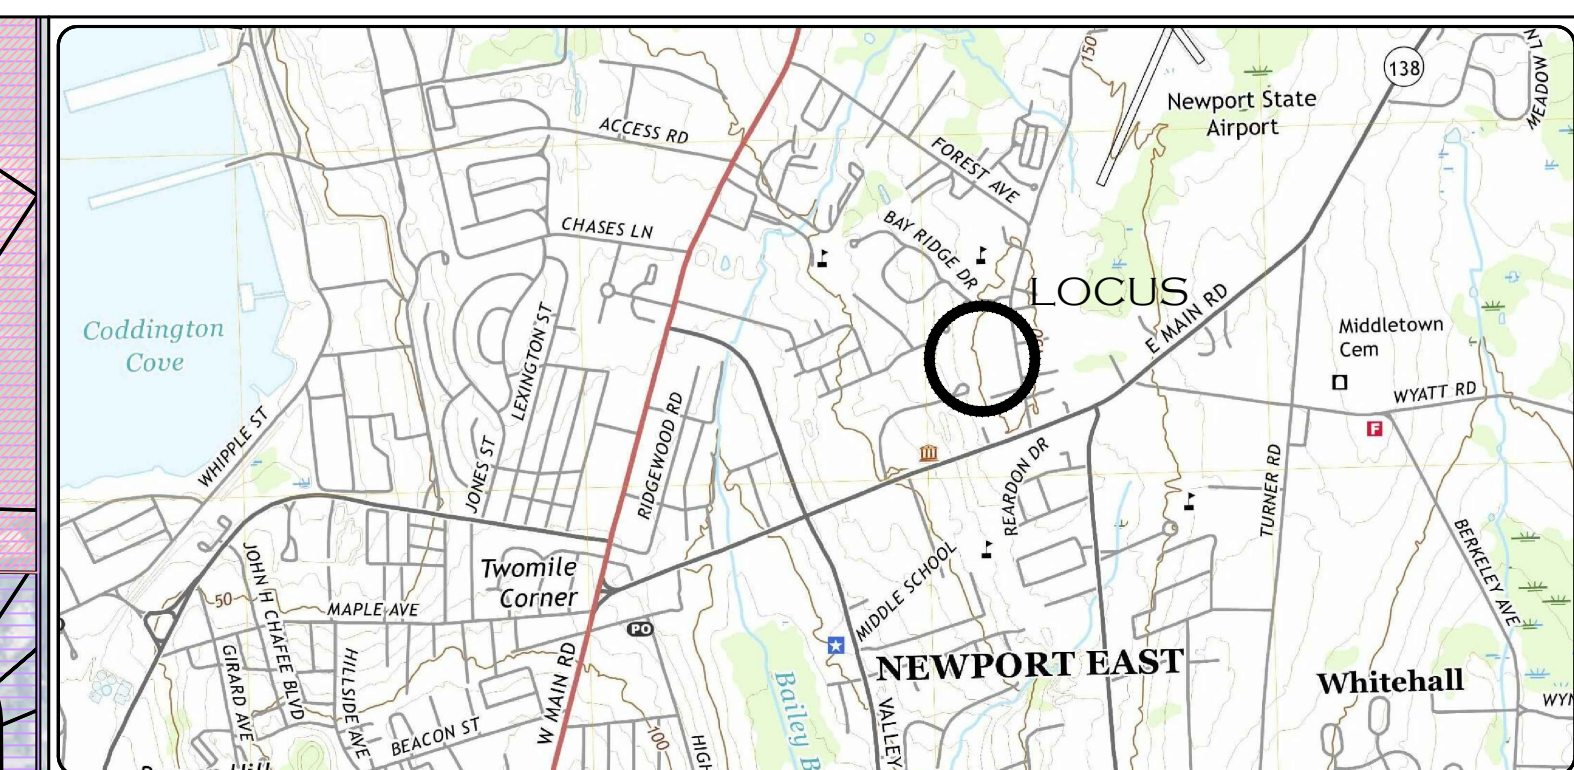 138
MEADOW LN
150
Newport State
Airport
ACCESS RD
FOREST AVE
CHASES LN
BAY RIDGE DR
LOCUS
E MAIN RD
Coddington
Cove
Middletown
Cem
LEXINGTON ST
WYATT RD
F
WHIPPLE ST
JONES ST
RIDGEWOOD RD
REARDON DR
TURNER RD
BERKELEY AVE
Twomile
Corner
MIDDLE SCHOOL
50
JOHN H CHAFEE BLVD
MAPLE AVE
PO
GIRARD AVE
HILLSIDE AVE
W MAIN RD
NEWPORT EAST
Whitehall
Bailey B
VALLEY
BEACON ST
100
HIGH
WYN